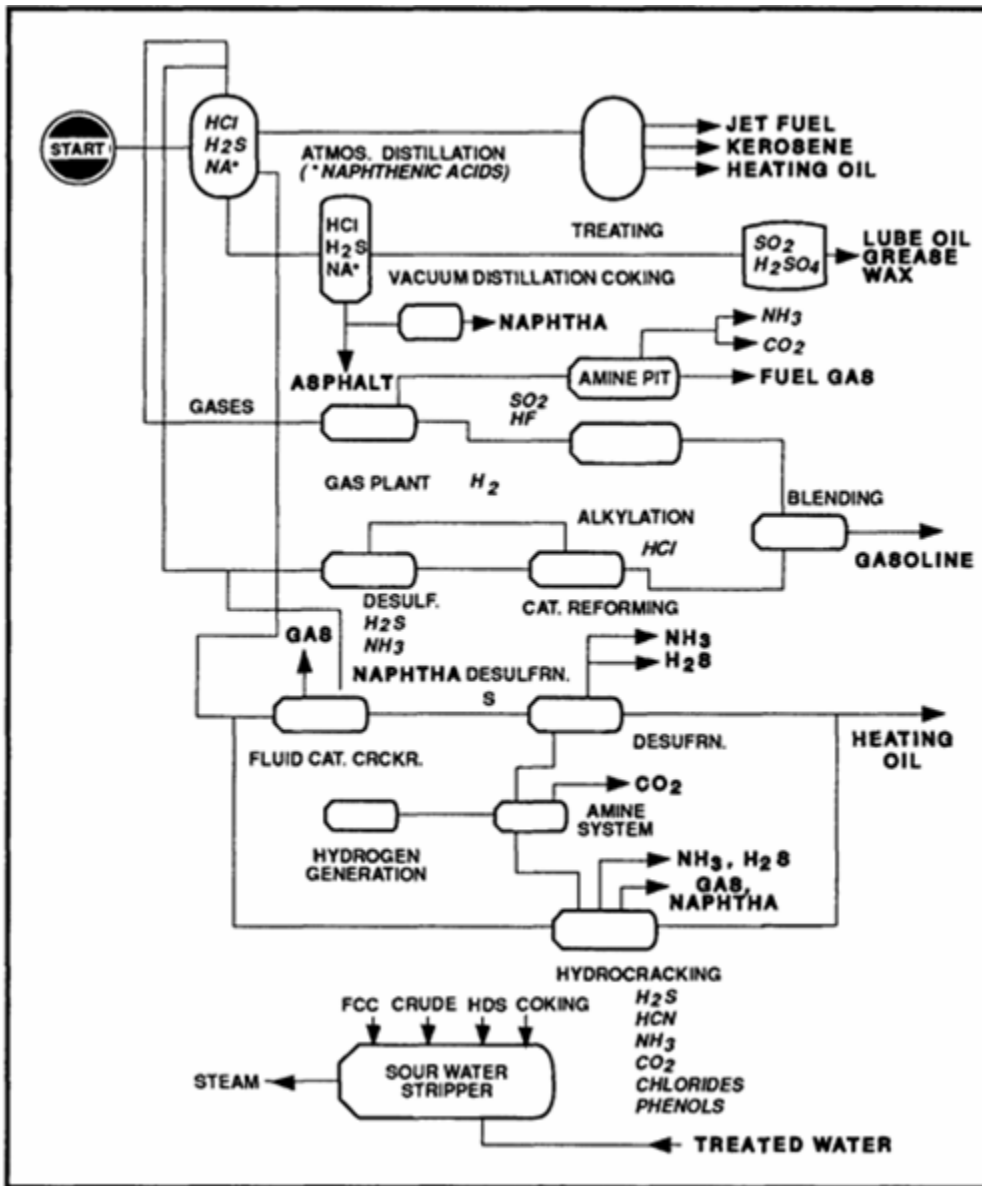 START
HCl
H2S
NA*
ATMOS. DISTILLATION
(*NAPHTHENIC ACIDS)
JET FUEL
KEROSENE
HEATING OIL
HCl
H2S
NA*
TREATING
VACUUM DISTILLATION COKING
SO2
H2SO4
LUBE OIL
GREASE
WAX
NAPHTHA
ASPHALT
NH3
CO2
AMINE PIT
FUEL GAS
GASES
SO2
HF
GAS PLANT
H2
BLENDING
ALKYLATION
HCl
GASOLINE
DESULF.
H2S
NH3
CAT. REFORMING
GAS
NH3
H2S
NAPHTHA DESULFRN.
S
FLUID CAT. CRCKR.
DESUFRN.
HEATING
OIL
CO2
AMINE
SYSTEM
HYDROGEN
GENERATION
NH3, H2S
GAS,
NAPHTHA
HYDROCRACKING
H2S
HCN
NH3
CO2
CHLORIDES
PHENOLS
FCC CRUDE HDS COKING
SOUR WATER
STRIPPER
STEAM
TREATED WATER